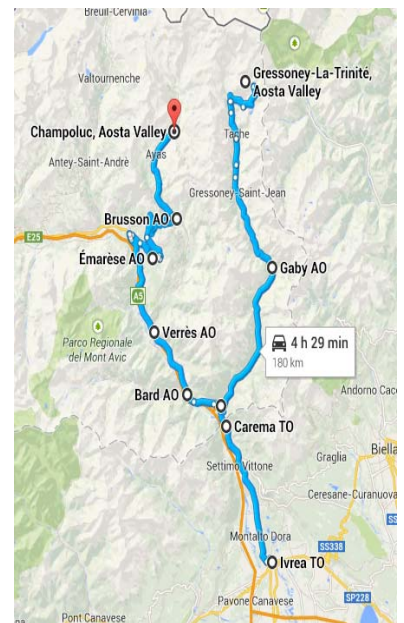 Breuil-Cervinia
Valtournenche
Gressoney-La-Trinité,
Aosta Valley
Champoluc, Aosta Valley
Tache
Ayas
Antey-Saint-André
Gressoney-Saint-Jean
Brusson AO
E25
Émarèse AO
Gaby AO
A5
Verrès AO
4 h 29 min
180 km
Parco Regionale
del Mont Avic
Bard AO
Andorno Cac
Carema TO
Biella
Graglia
Settimo Vittone
Ceresane-Curanuova
SS
Montalto Dora
SS338
Ivrea TO
SP228
Pavone Canavese
Pont Canavese